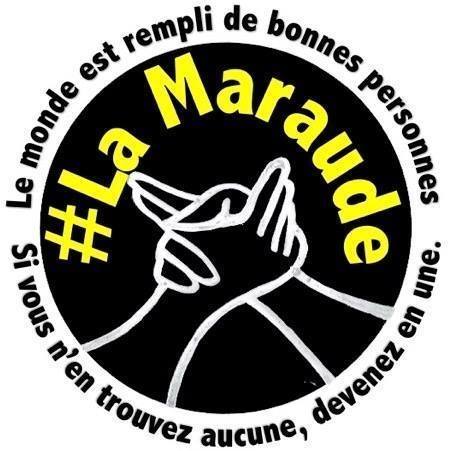 Le monde est rempli de bonnes personnes
#La Maraude
Si vous n'en trouvez aucune, devenez en une.